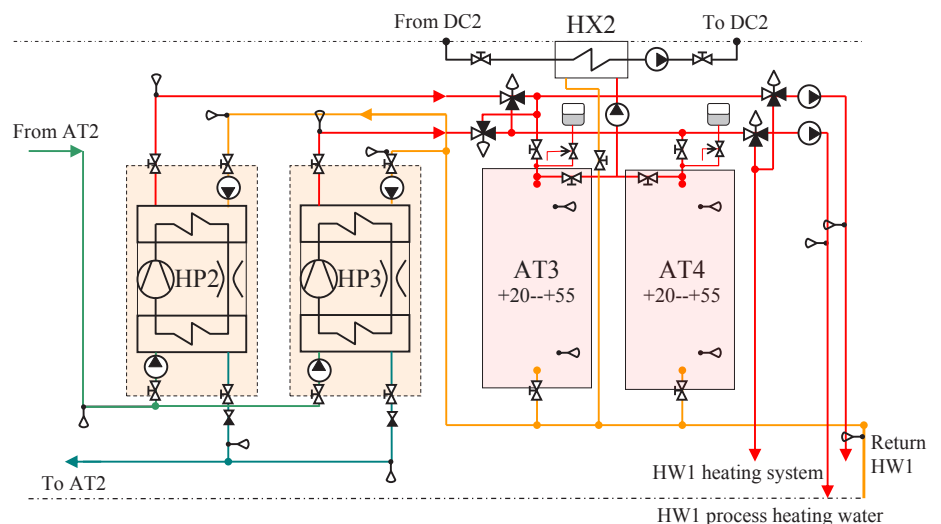 From DC2
HX2
To DC2
From AT2
HP2
HP3
AT3
+20--+55
AT4
+20--+55
Return
HW1
HW1 heating system
To AT2
HW1 process heating water